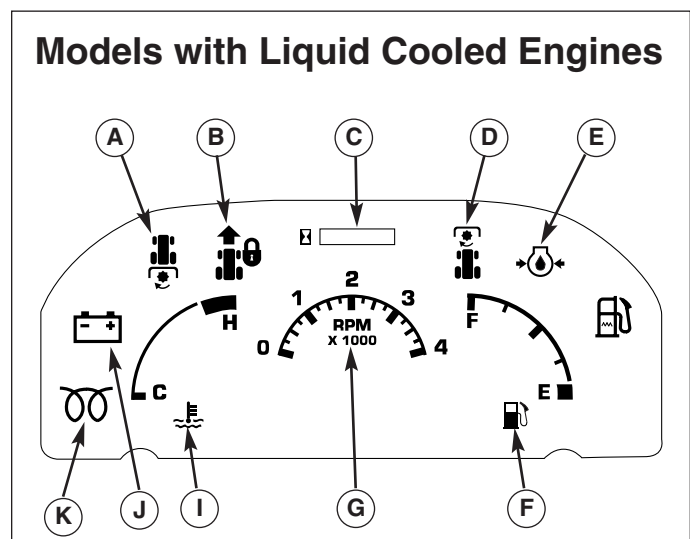 Models with Liquid Cooled Engines
A B C D E
H 0 1 2 3 4 F
RPM
X 1000
C E
K J I G F